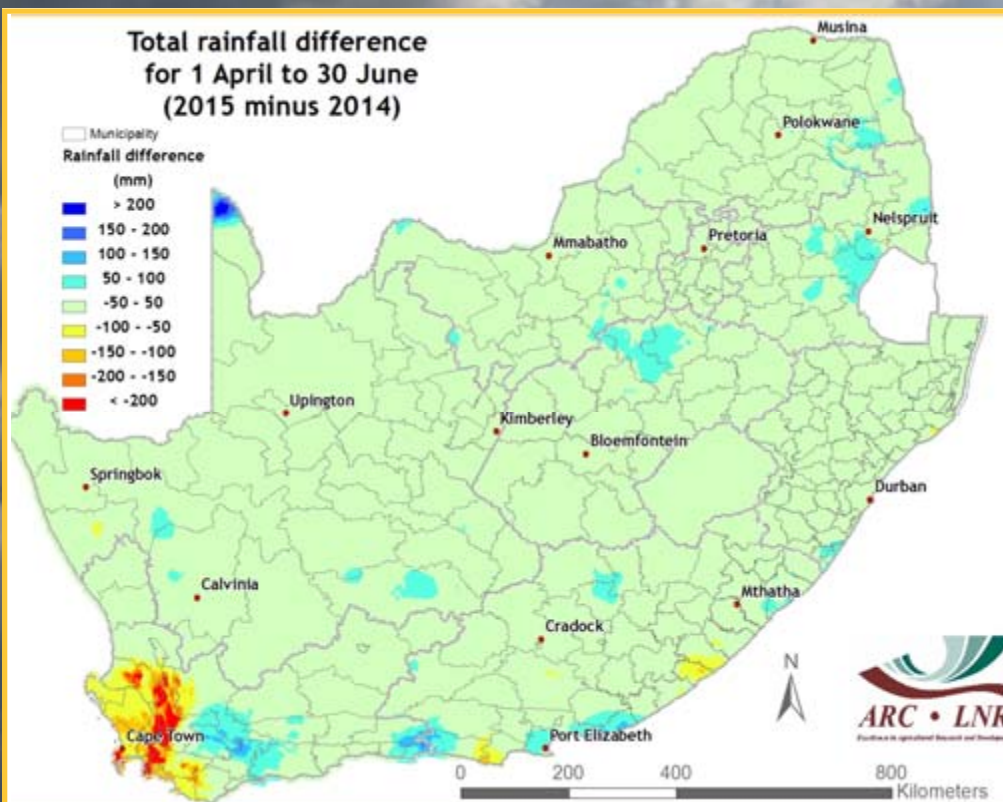 Total rainfall difference
for 1 April to 30 June
(2015 minus 2014)
Municipality
Rainfall difference
(mm)
> 200
150 - 200
100 - 150
50 - 100
-50 - 50
-100 - -50
-150 - -100
-200 - -150
< -200
Musina
Polokwane
Nelspruit
Pretoria
Mmabatho
Upington
Kimberley
Bloemfontein
Springbok
Durban
Calvinia
Mthatha
Cradock
Cape Town
Port Elizabeth
N
ARC • LNR
0 200 400 800
Kilometers